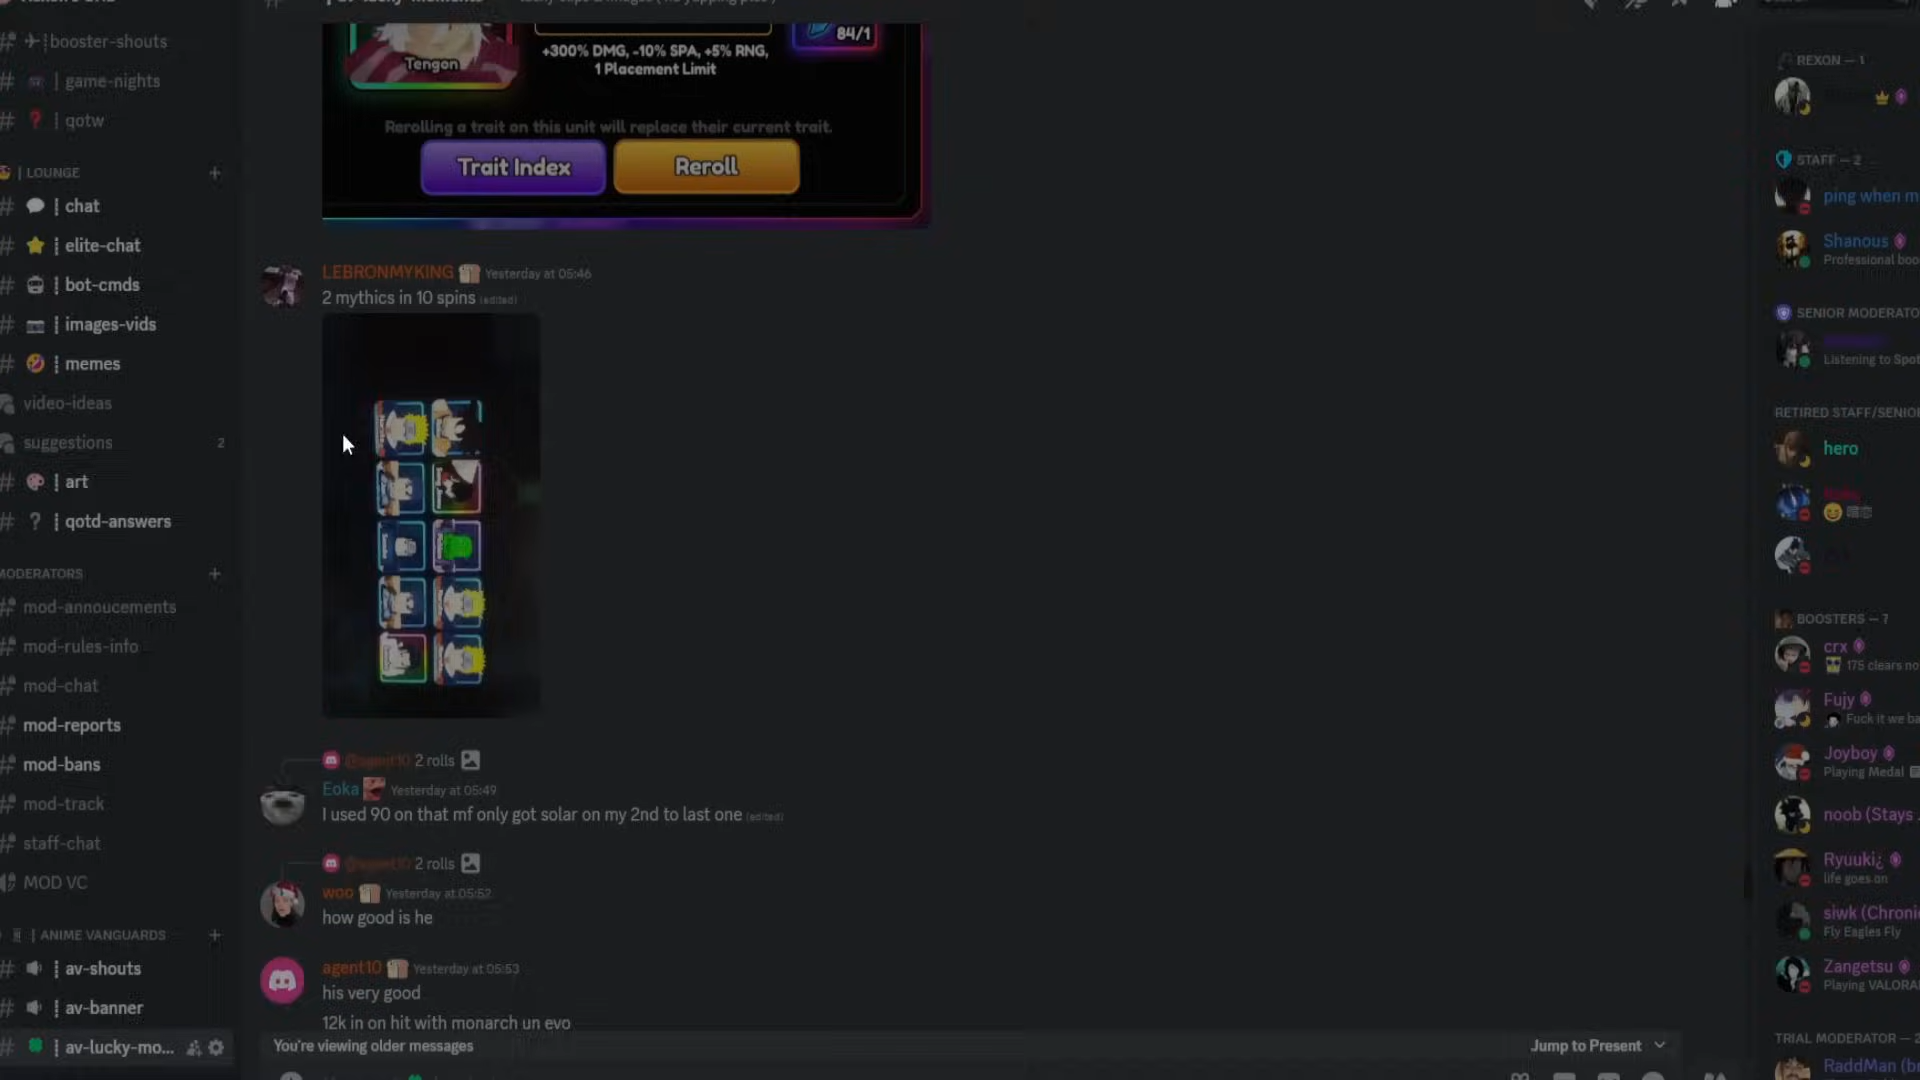 booster-shouts
game-nights
qotw
| LOUNGE
chat
elite-chat
bot-cmds
images-vids
memes
video-ideas
suggestions 2
art
qotd-answers
MODERATORS
mod-annoucements
mod-rules-info
mod-chat
mod-reports
mod-bans
mod-track
staff-chat
MOD VC
| ANIME VANGUARDS
av-shouts
av-banner
av-lucky-mo...
84/1
Tengon
+300% DMG, -10% SPA, +5% RNG,
1 Placement Limit
Rerolling a trait on this unit will replace their current trait.
Trait Index
Reroll
LEBRONMYKING Yesterday at 05:46
2 mythics in 10 spins (edited)
@agent10 2 rolls
Eoka Yesterday at 05:49
I used 90 on that mf only got solar on my 2nd to last one (edited)
@agent10 2 rolls
woo Yesterday at 05:52
how good is he
agent10 Yesterday at 05:53
his very good
12k in on hit with monarch un evo
You're viewing older messages
Jump to Present
REXON — 1
STAFF — 2
ping when m
Shanous
Professional boo
SENIOR MODERATO
Listening to Spot
RETIRED STAFF/SENIOR
hero
BOOSTERS — 7
crx
175 clears no
Fujy
Fuck it we ba
Joyboy
Playing Medal
noob (Stays
Ryuuki¿
life goes on
siwk (Chroni
Fly Eagles Fly
Zangetsu
Playing VALORA
TRIAL MODERATOR — 2
RaddMan (b